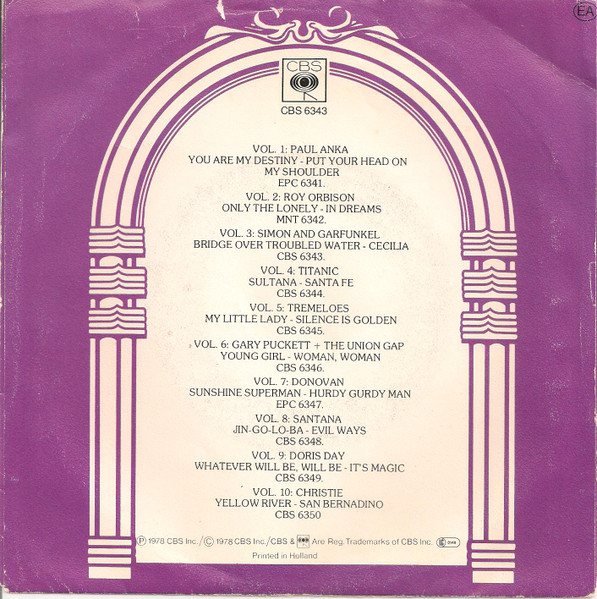 EA
CBS
CBS 6343
VOL. 1: PAUL ANKA
YOU ARE MY DESTINY - PUT YOUR HEAD ON
MY SHOULDER
EPC 6341.
VOL. 2: ROY ORBISON
ONLY THE LONELY - IN DREAMS
MNT 6342.
VOL. 3: SIMON AND GARFUNKEL
BRIDGE OVER TROUBLED WATER - CECILIA
CBS 6343.
VOL. 4: TITANIC
SULTANA - SANTA FE
CBS 6344.
VOL. 5: TREMELOES
MY LITTLE LADY - SILENCE IS GOLDEN
CBS 6345.
VOL. 6: GARY PUCKETT + THE UNION GAP
YOUNG GIRL - WOMAN, WOMAN
CBS 6346.
VOL. 7: DONOVAN
SUNSHINE SUPERMAN - HURDY GURDY MAN
EPC 6347.
VOL. 8: SANTANA
JIN-GO-LO-BA - EVIL WAYS
CBS 6348.
VOL. 9: DORIS DAY
WHATEVER WILL BE, WILL BE - IT'S MAGIC
CBS 6349.
VOL. 10: CHRISTIE
YELLOW RIVER - SAN BERNADINO
CBS 6350
Ⓟ 1978 CBS Inc./Ⓒ 1978 CBS Inc./CBS & CBS Are Reg. Trademarks of CBS Inc.
Printed in Holland